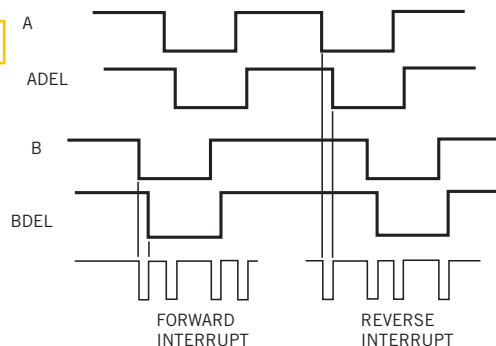 A
ADEL
B
BDEL
FORWARD
INTERRUPT
REVERSE
INTERRUPT